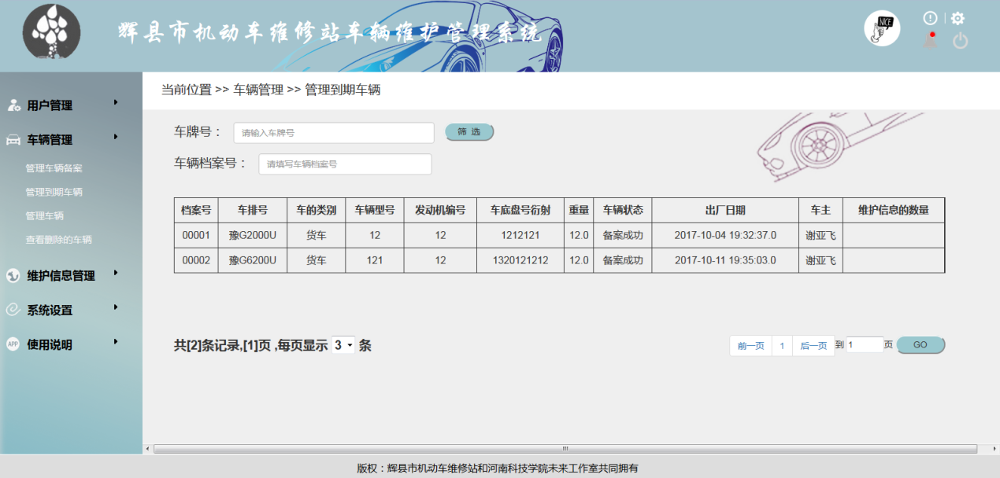 辉县市机动车维修站车辆维护管理系统
NICE
当前位置 >> 车辆管理 >> 管理到期车辆
用户管理
车辆管理
管理车辆备案
管理到期车辆
管理车辆
查看删除的车辆
维护信息管理
系统设置
APP 使用说明
车牌号： 请输入车牌号 筛 选
车辆档案号： 请填写车辆档案号
档案号 车排号 车的类别 车辆型号 发动机编号 车底盘号衍射 重量 车辆状态 出厂日期 车主 维护信息的数量
00001 豫G2000U 货车 12 12 1212121 12.0 备案成功 2017-10-04 19:32:37.0 谢亚飞
00002 豫G6200U 货车 121 12 1320121212 12.0 备案成功 2017-10-11 19:35:03.0 谢亚飞
共[2]条记录,[1]页 ,每页显示 3 条 前一页 1 后一页 到 1 页 GO
版权：辉县市机动车维修站和河南科技学院未来工作室共同拥有